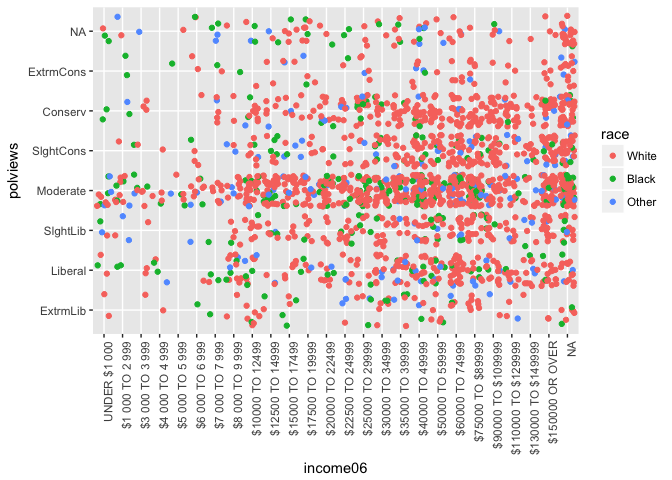 polviews
NA
ExtrmCons
Conserv
SlghtCons
Moderate
SlghtLib
Liberal
ExtrmLib
UNDER $1 000
$1 000 TO 2 999
$3 000 TO 3 999
$4 000 TO 4 999
$5 000 TO 5 999
$6 000 TO 6 999
$7 000 TO 7 999
$8 000 TO 9 999
$10000 TO 12499
$12500 TO 14999
$15000 TO 17499
$17500 TO 19999
$20000 TO 22499
$22500 TO 24999
$25000 TO 29999
$30000 TO 34999
$35000 TO 39999
$40000 TO 49999
$50000 TO 59999
$60000 TO 74999
$75000 TO $89999
$90000 TO $109999
$110000 TO $129999
$130000 TO $149999
$150000 OR OVER
NA
income06
race
White
Black
Other